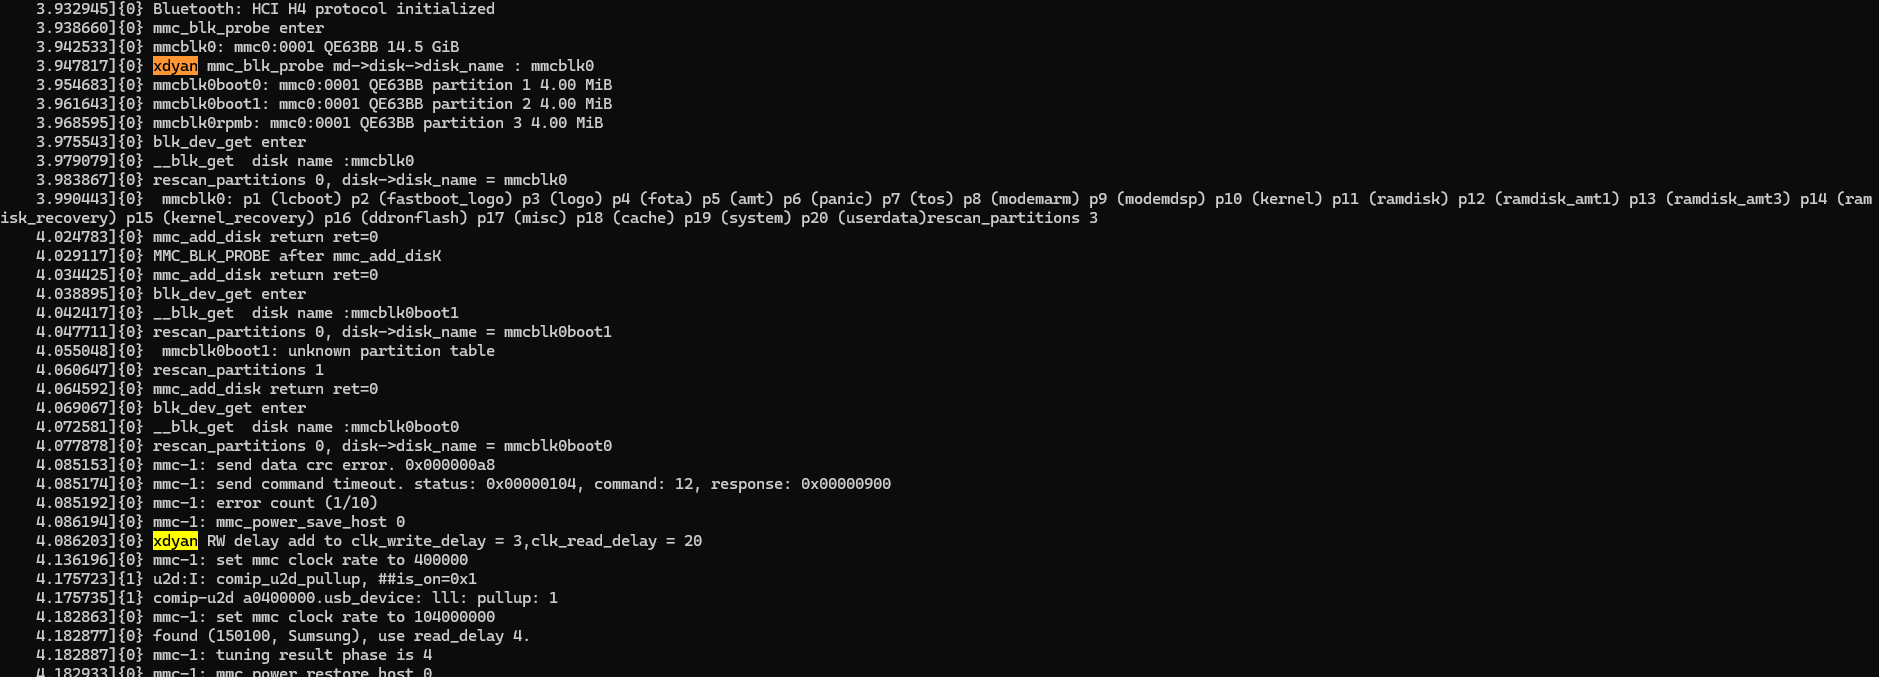 3.932945]{0} Bluetooth: HCI H4 protocol initialized
3.938660]{0} mmc_blk_probe enter
3.942533]{0} mmcblk0: mmc0:0001 QE63BB 14.5 GiB
3.947817]{0} xdyan mmc_blk_probe md->disk->disk_name : mmcblk0
3.954683]{0} mmcblk0boot0: mmc0:0001 QE63BB partition 1 4.00 MiB
3.961643]{0} mmcblk0boot1: mmc0:0001 QE63BB partition 2 4.00 MiB
3.968595]{0} mmcblk0rpmb: mmc0:0001 QE63BB partition 3 4.00 MiB
3.975543]{0} blk_dev_get enter
3.979079]{0} __blk_get  disk name :mmcblk0
3.983867]{0} rescan_partitions 0, disk->disk_name = mmcblk0
3.990443]{0}  mmcblk0: p1 (lcboot) p2 (fastboot_logo) p3 (logo) p4 (fota) p5 (amt) p6 (panic) p7 (tos) p8 (modemarm) p9 (modemdsp) p10 (kernel) p11 (ramdisk) p12 (ramdisk_amt1) p13 (ramdisk_amt3) p14 (ram
isk_recovery) p15 (kernel_recovery) p16 (ddronflash) p17 (misc) p18 (cache) p19 (system) p20 (userdata)rescan_partitions 3
4.024783]{0} mmc_add_disk return ret=0
4.029117]{0} MMC_BLK_PROBE after mmc_add_disK
4.034425]{0} mmc_add_disk return ret=0
4.038895]{0} blk_dev_get enter
4.042417]{0} __blk_get  disk name :mmcblk0boot1
4.047711]{0} rescan_partitions 0, disk->disk_name = mmcblk0boot1
4.055048]{0}  mmcblk0boot1: unknown partition table
4.060647]{0} rescan_partitions 1
4.064592]{0} mmc_add_disk return ret=0
4.069067]{0} blk_dev_get enter
4.072581]{0} __blk_get  disk name :mmcblk0boot0
4.077878]{0} rescan_partitions 0, disk->disk_name = mmcblk0boot0
4.085153]{0} mmc-1: send data crc error. 0x000000a8
4.085174]{0} mmc-1: send command timeout. status: 0x00000104, command: 12, response: 0x00000900
4.085192]{0} mmc-1: error count (1/10)
4.086194]{0} mmc-1: mmc_power_save_host 0
4.086203]{0} xdyan RW delay add to clk_write_delay = 3,clk_read_delay = 20
4.136196]{0} mmc-1: set mmc clock rate to 400000
4.175723]{1} u2d:I: comip_u2d_pullup, ##is_on=0x1
4.175735]{1} comip-u2d a0400000.usb_device: lll: pullup: 1
4.182863]{0} mmc-1: set mmc clock rate to 104000000
4.182877]{0} found (150100, Sumsung), use read_delay 4.
4.182887]{0} mmc-1: tuning result phase is 4
4.182933]{0} mmc-1: mmc_power_restore_host 0